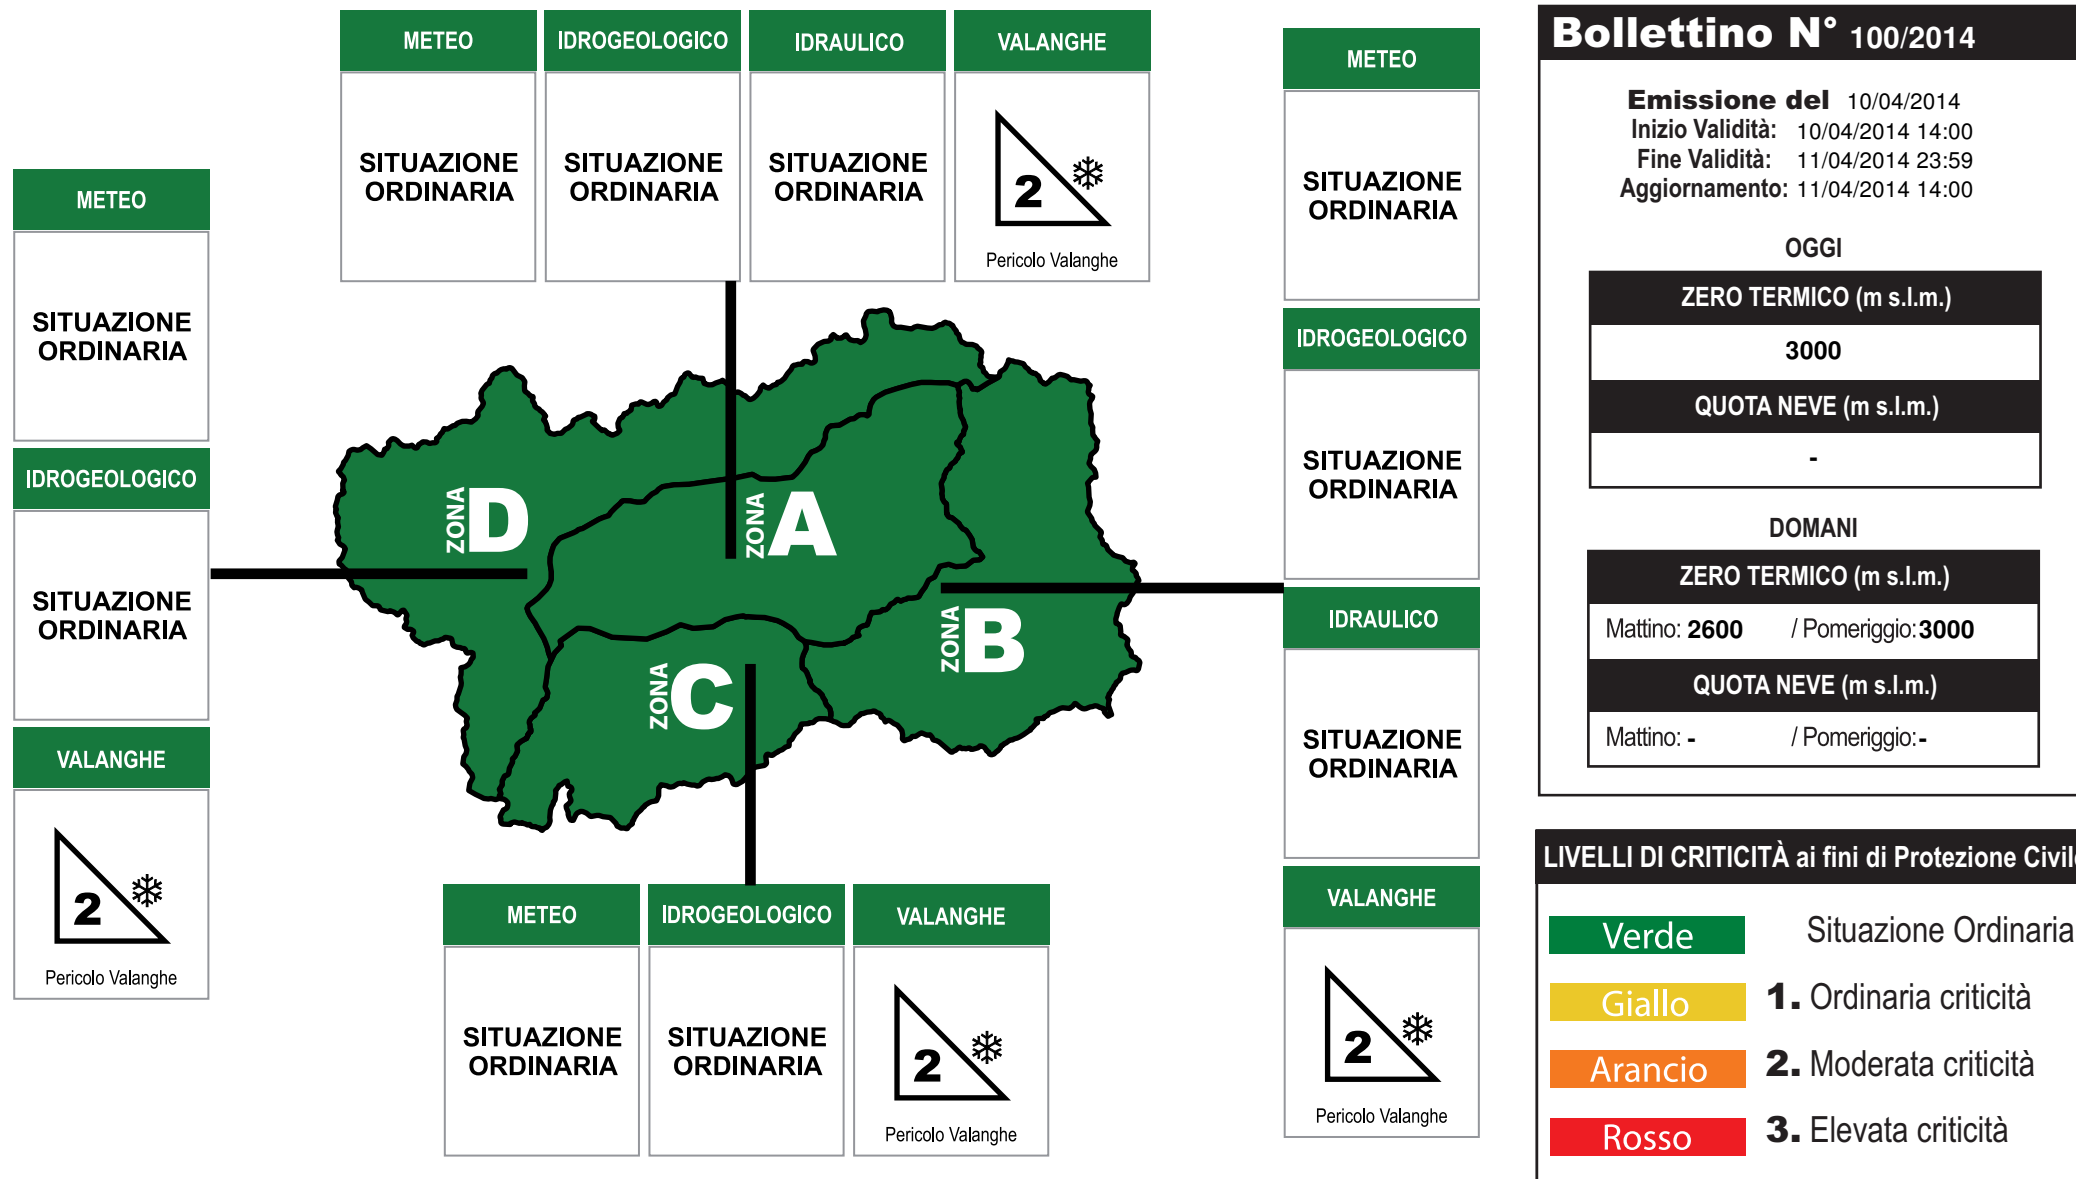 METEO
SITUAZIONE
ORDINARIA
IDROGEOLOGICO
SITUAZIONE
ORDINARIA
IDRAULICO
SITUAZIONE
ORDINARIA
VALANGHE
2
Pericolo Valanghe
METEO
SITUAZIONE
ORDINARIA
IDROGEOLOGICO
SITUAZIONE
ORDINARIA
VALANGHE
2
Pericolo Valanghe
ZONA D
ZONA A
ZONA B
ZONA C
METEO
SITUAZIONE
ORDINARIA
IDROGEOLOGICO
SITUAZIONE
ORDINARIA
VALANGHE
2
Pericolo Valanghe
METEO
SITUAZIONE
ORDINARIA
IDROGEOLOGICO
SITUAZIONE
ORDINARIA
IDRAULICO
SITUAZIONE
ORDINARIA
VALANGHE
2
Pericolo Valanghe
Bollettino N° 100/2014
Emissione del 10/04/2014
Inizio Validità: 10/04/2014 14:00
Fine Validità: 11/04/2014 23:59
Aggiornamento: 11/04/2014 14:00
OGGI
ZERO TERMICO (m s.l.m.)
3000
QUOTA NEVE (m s.l.m.)
-
DOMANI
ZERO TERMICO (m s.l.m.)
Mattino: 2600 / Pomeriggio: 3000
QUOTA NEVE (m s.l.m.)
Mattino: - / Pomeriggio: -
LIVELLI DI CRITICITÀ ai fini di Protezione Civile
Verde Situazione Ordinaria
Giallo 1. Ordinaria criticità
Arancio 2. Moderata criticità
Rosso 3. Elevata criticità